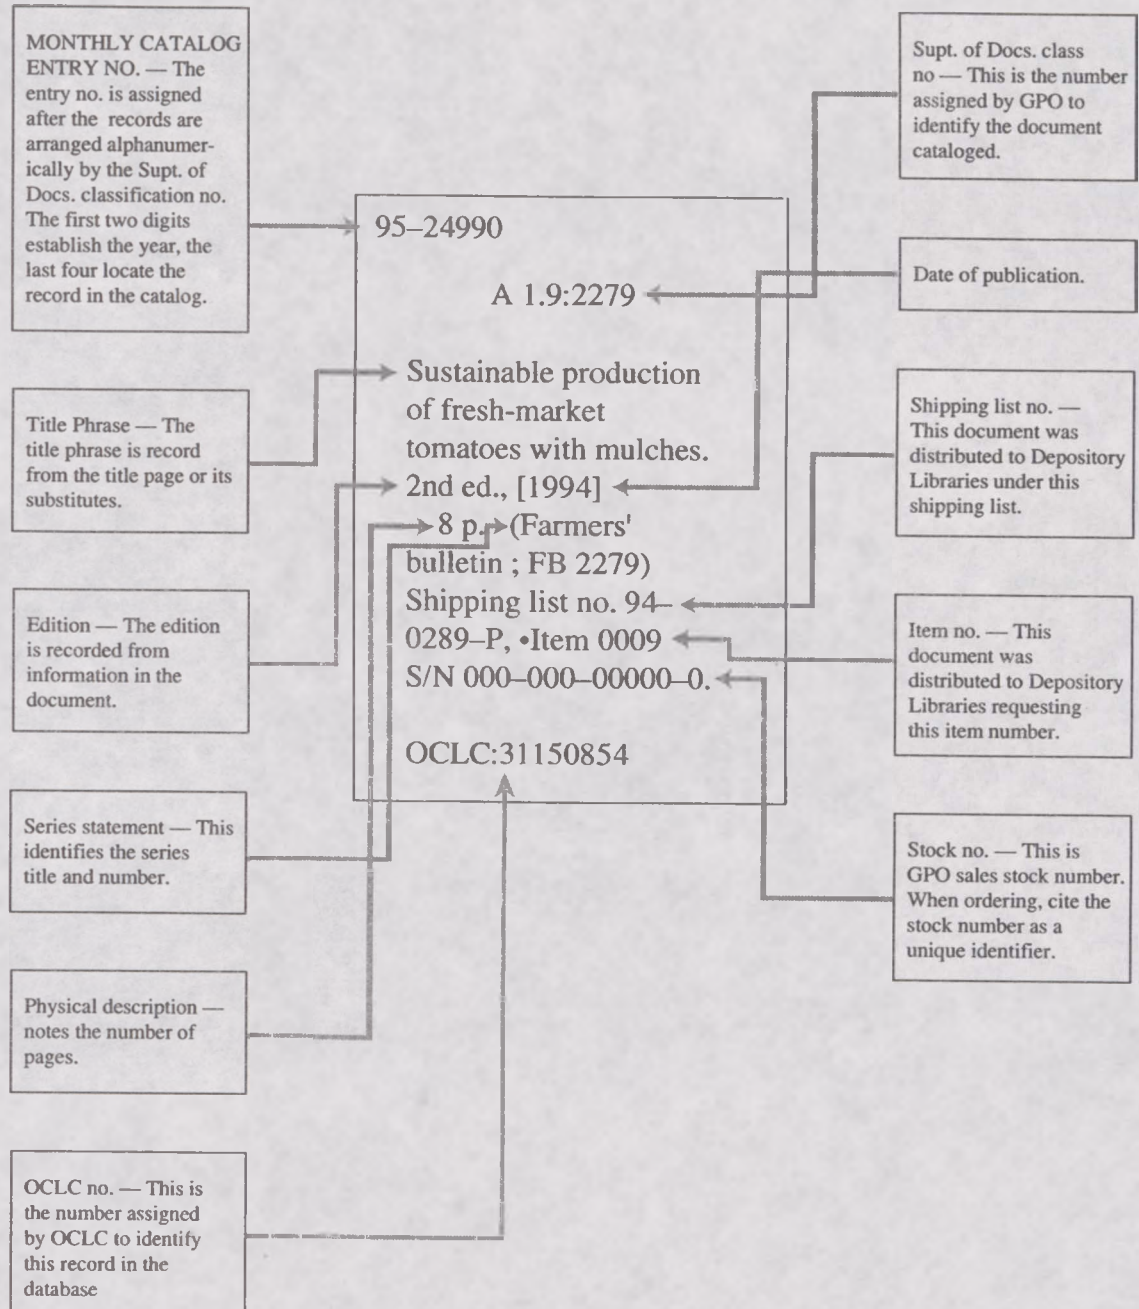 MONTHLY CATALOG
ENTRY NO. — The
entry no. is assigned
after the records are
arranged alphanumer-
ically by the Supt. of
Docs. classification no.
The first two digits
establish the year, the
last four locate the
record in the catalog.
Title Phrase — The
title phrase is record
from the title page or its
substitutes.
Edition — The edition
is recorded from
information in the
document.
Series statement — This
identifies the series
title and number.
Physical description —
notes the number of
pages.
OCLC no. — This is
the number assigned
by OCLC to identify
this record in the
database
95–24990
A 1.9:2279
Sustainable production
of fresh-market
tomatoes with mulches.
2nd ed., [1994]
8 p. (Farmers'
bulletin ; FB 2279)
Shipping list no. 94–
0289–P, •Item 0009
S/N 000–000–00000–0.
OCLC:31150854
Supt. of Docs. class
no — This is the number
assigned by GPO to
identify the document
cataloged.
Date of publication.
Shipping list no. —
This document was
distributed to Depository
Libraries under this
shipping list.
Item no. — This
document was
distributed to Depository
Libraries requesting
this item number.
Stock no. — This is
GPO sales stock number.
When ordering, cite the
stock number as a
unique identifier.